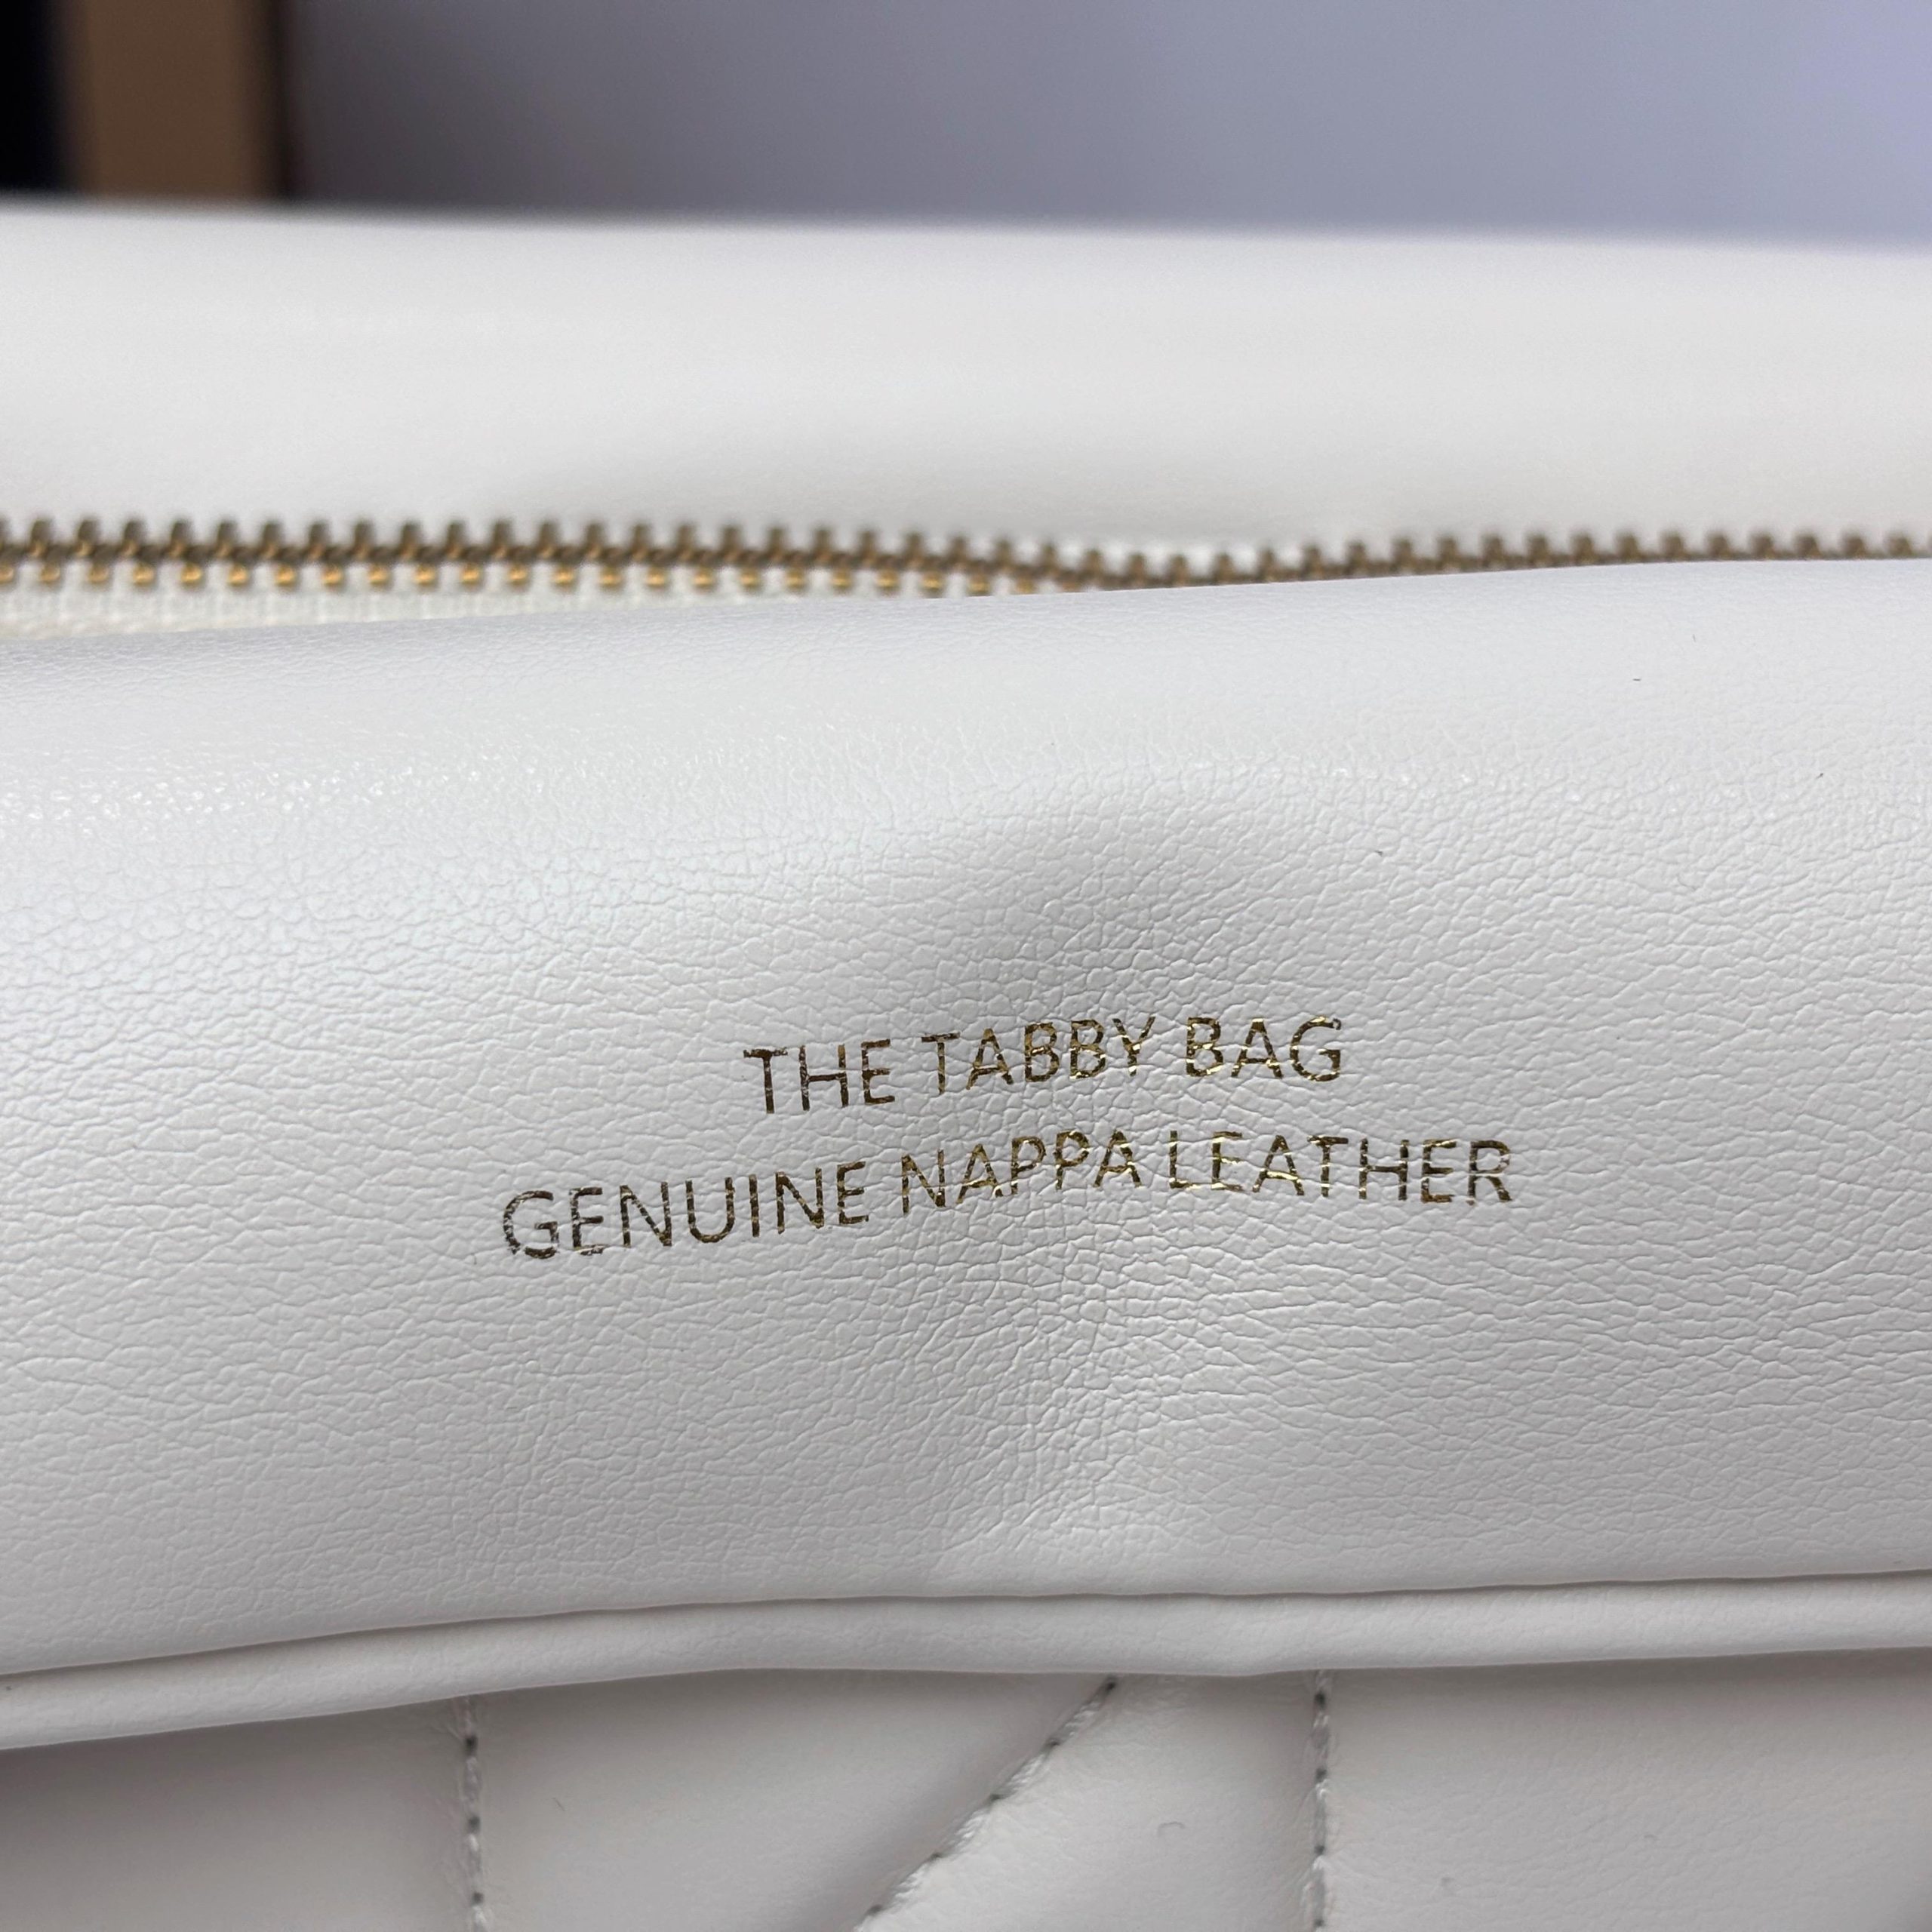 THE TABBY BAG
GENUINE NAPPA LEATHER